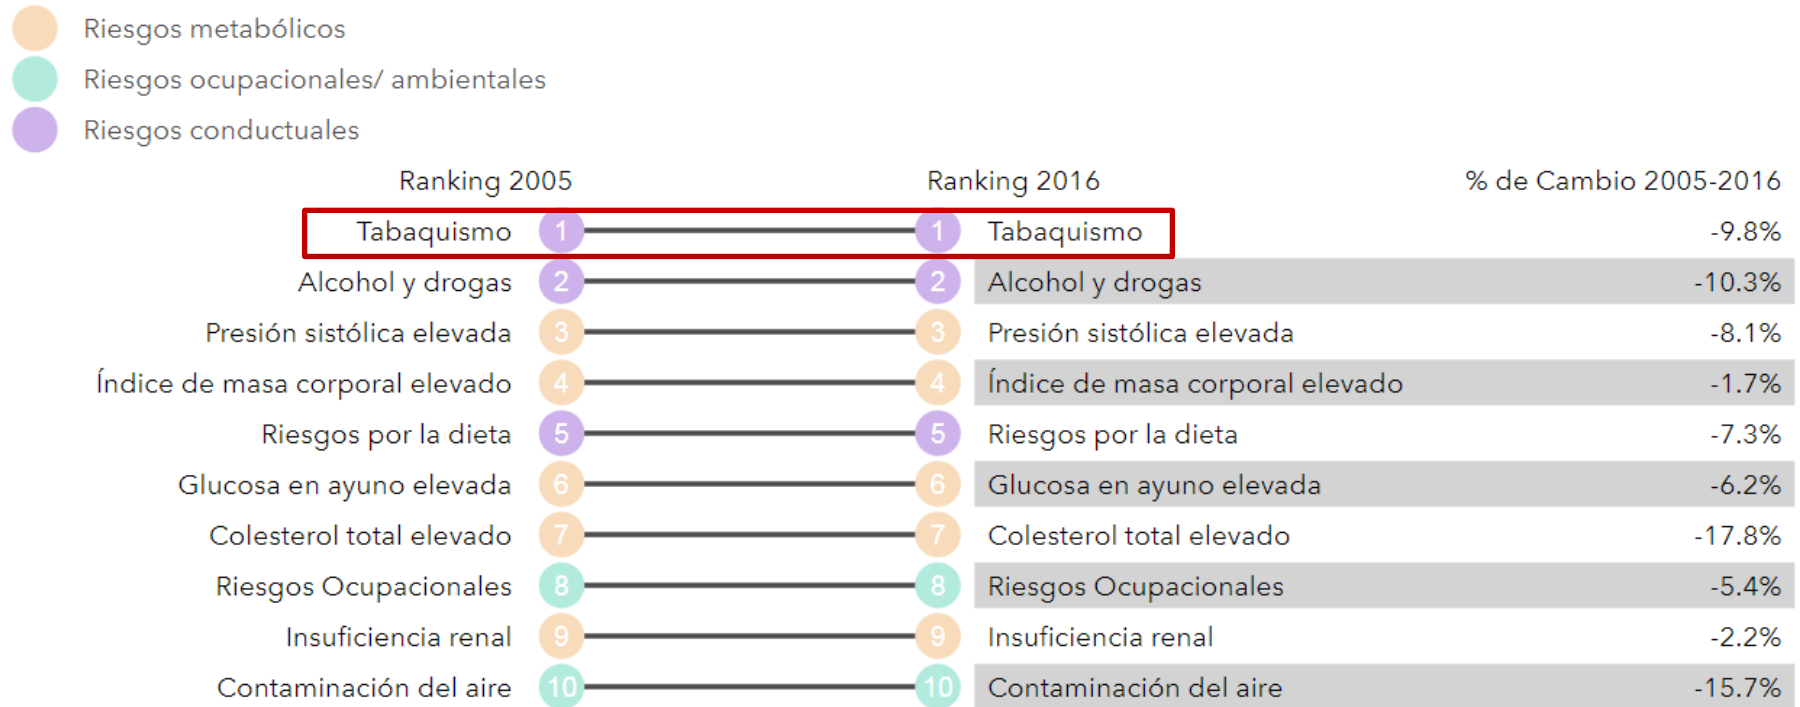 Riesgos metabólicos
Riesgos ocupacionales/ ambientales
Riesgos conductuales
Ranking 2005 Ranking 2016 % de Cambio 2005-2016
Tabaquismo 1 1 Tabaquismo -9.8%
Alcohol y drogas 2 2 Alcohol y drogas -10.3%
Presión sistólica elevada 3 3 Presión sistólica elevada -8.1%
Índice de masa corporal elevado 4 4 Índice de masa corporal elevado -1.7%
Riesgos por la dieta 5 5 Riesgos por la dieta -7.3%
Glucosa en ayuno elevada 6 6 Glucosa en ayuno elevada -6.2%
Colesterol total elevado 7 7 Colesterol total elevado -17.8%
Riesgos Ocupacionales 8 8 Riesgos Ocupacionales -5.4%
Insuficiencia renal 9 9 Insuficiencia renal -2.2%
Contaminación del aire 10 10 Contaminación del aire -15.7%